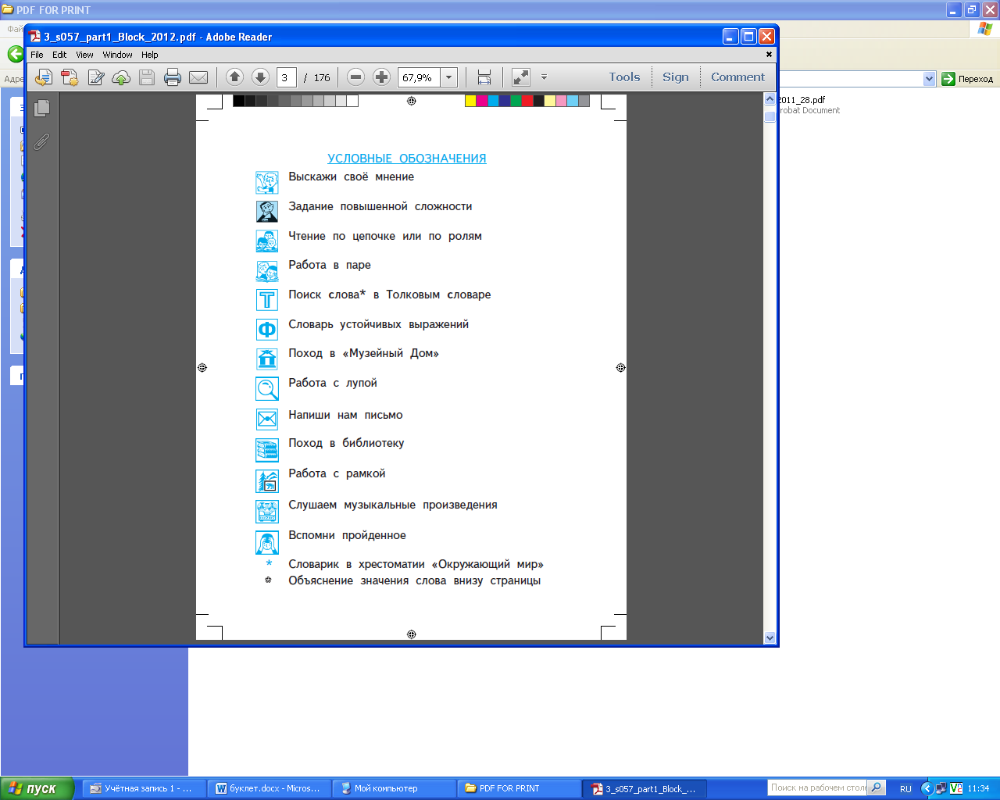 PDF FOR PRINT
Фай
3_s057_part1_Block_2012.pdf - Adobe Reader
File Edit View Window Help
Адре
3 / 176 67,9% Tools Sign Comment
Переход
2011_28.pdf
robat Document
УСЛОВНЫЕ ОБОЗНАЧЕНИЯ
Выскажи своё мнение
Задание повышенной сложности
Чтение по цепочке или по ролям
Работа в паре
Т Поиск слова* в Толковым словаре
Ф Словарь устойчивых выражений
Поход в «Музейный Дом»
Работа с лупой
Напиши нам письмо
Поход в библиотеку
Работа с рамкой
Слушаем музыкальные произведения
Вспомни пройденное
* Словарик в хрестоматии «Окружающий мир»
Объяснение значения слова внизу страницы
пуск Учётная запись 1 - ... буклет.docx - Micros... Мой компьютер PDF FOR PRINT 3_s057_part1_Block_... Поиск на рабочем столе RU 11:34